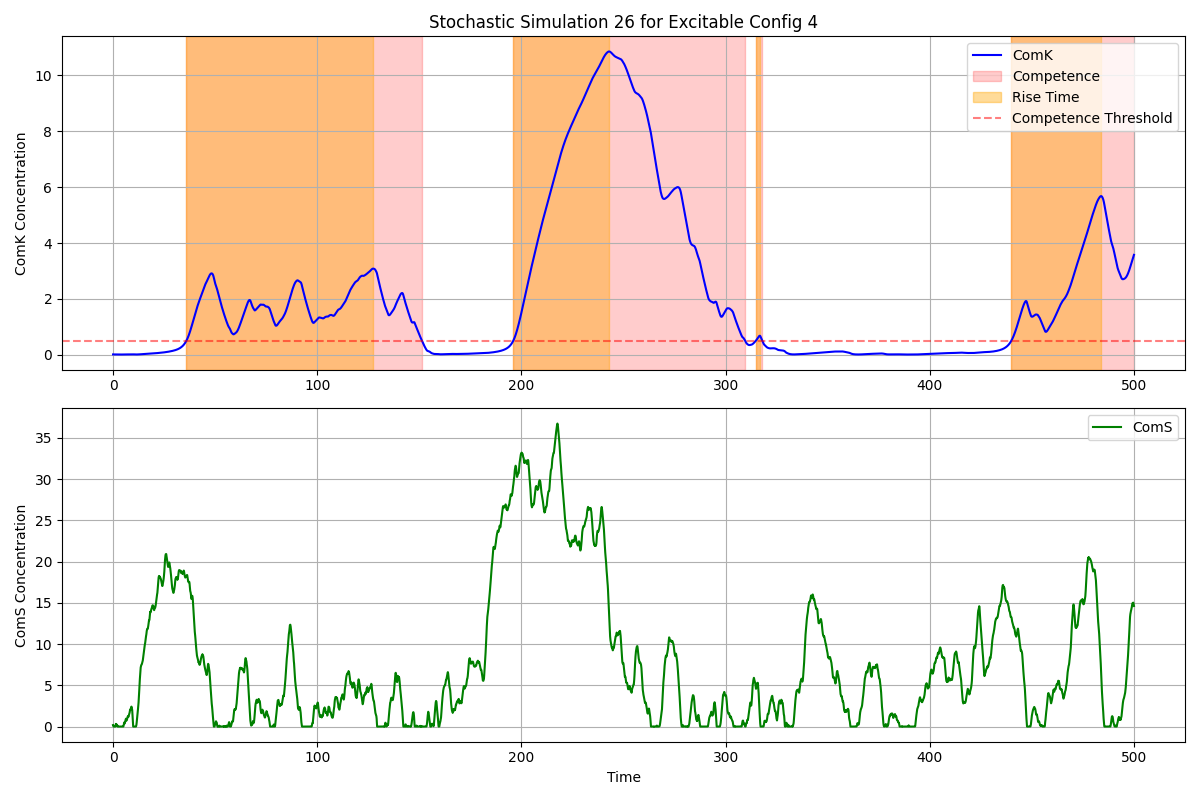 Stochastic Simulation 26 for Excitable Config 4
ComK Concentration
10
8
6
4
2
0
ComK
Competence
Rise Time
Competence Threshold
0 100 200 300 400 500
ComS Concentration
35
30
25
20
15
10
5
0
ComS
0 100 200 300 400 500
Time